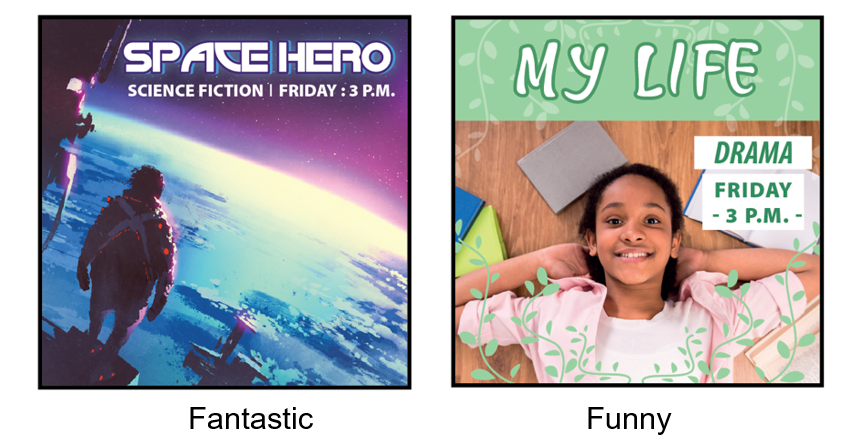 SPACE HERO
SCIENCE FICTION | FRIDAY : 3 P.M.
Fantastic
MY LIFE
DRAMA
FRIDAY
- 3 P.M. -
Funny